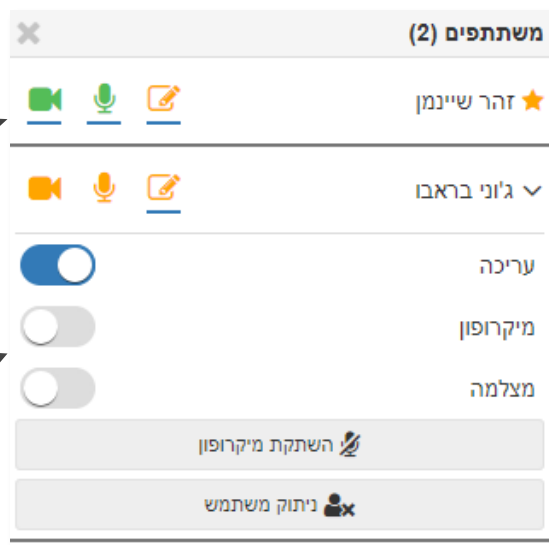 משתתפים (2)
זהר שיינמן
ג'וני בראבו
עריכה
מיקרופון
מצלמה
השתקת מיקרופון
ניתוק משתמש